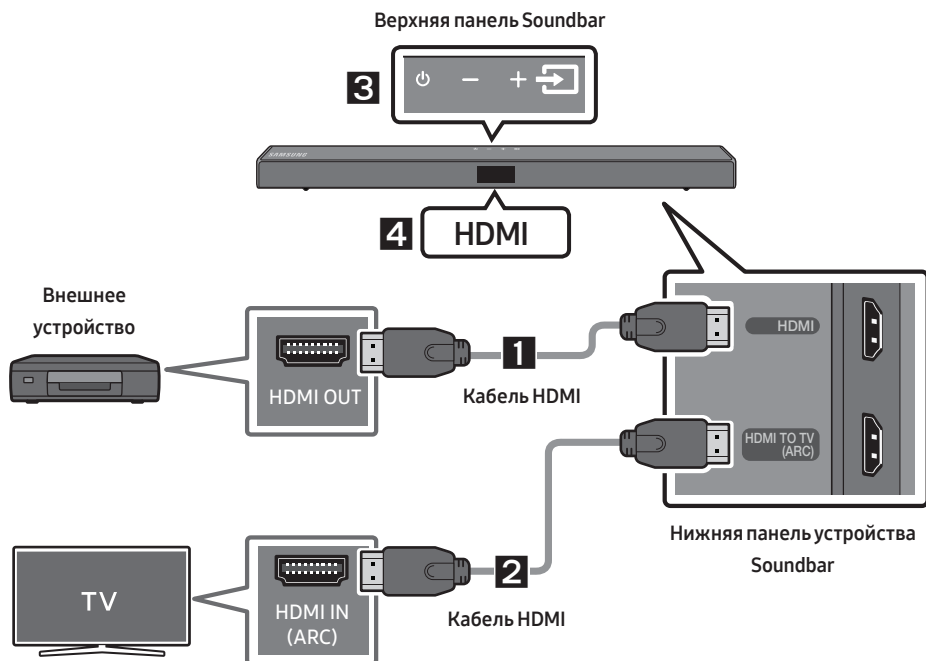 Верхняя панель Soundbar
3
SAMSUNG
4
HDMI
Внешнее
устройство
HDMI OUT
1
Кабель HDMI
HDMI
HDMI TO TV
(ARC)
Нижняя панель устройства
Soundbar
TV
HDMI IN
(ARC)
2
Кабель HDMI